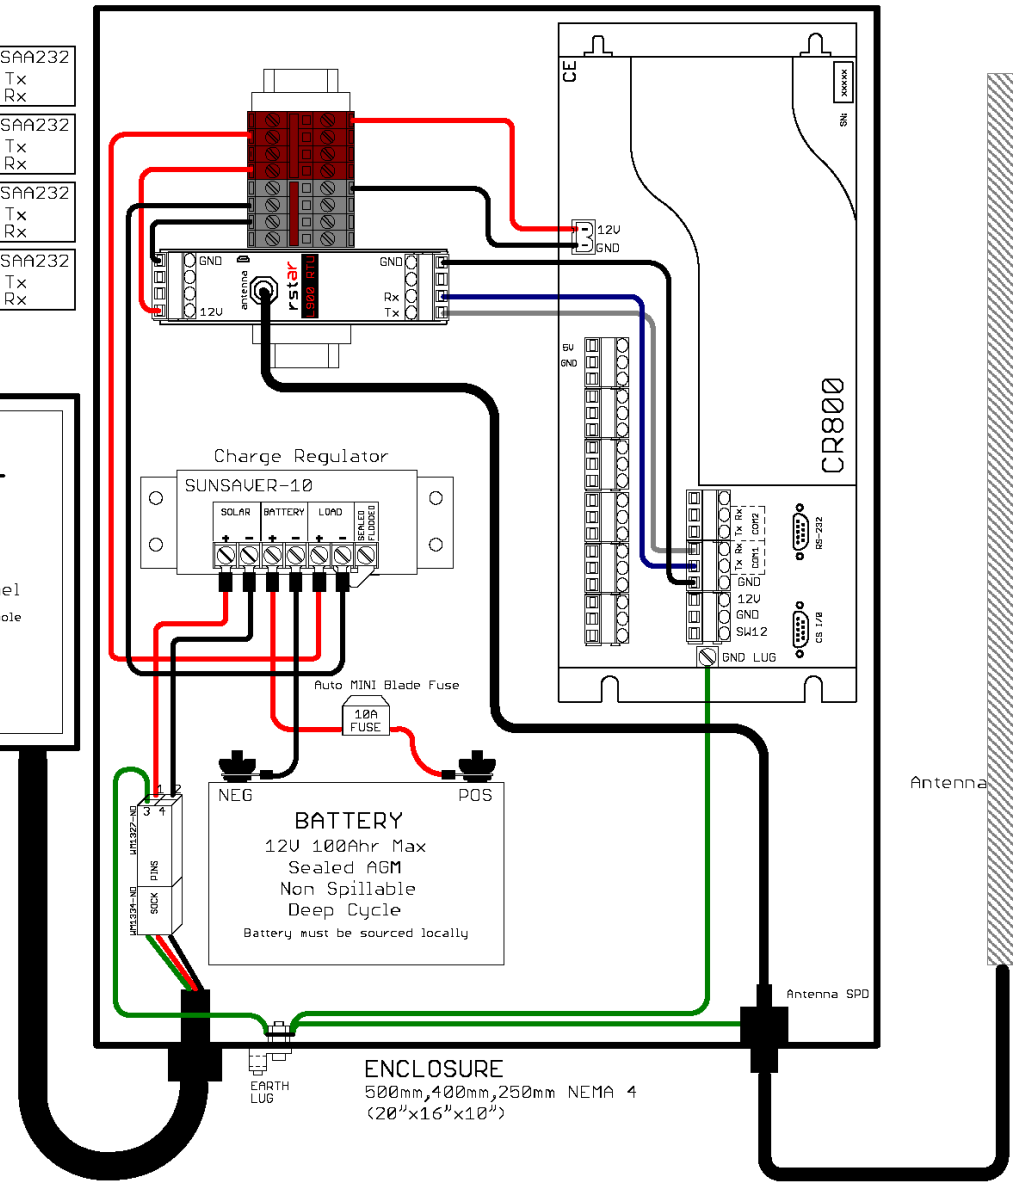 SAA232
Tx
Rx
SAA232
Tx
Rx
SAA232
Tx
Rx
SAA232
Tx
Rx
el
ole
CE
SN: xxxxx
12V
GND
GND
12V
antenna
rstar
L900 RTU
GND
Rx
Tx
5V
GND
CR800
Tx Rx
COM2
Tx Rx
COM1
GND
12V
GND
SW12
GND LUG
RS-232
CS I/O
Charge Regulator
SUNSAVER-10
SOLAR BATTERY LOAD
SEALED
FLOODED
+ - + - + -
Auto MINI Blade Fuse
10A
FUSE
NEG
POS
BATTERY
12V 100Ahr Max
Sealed AGM
Non Spillable
Deep Cycle
Battery must be sourced locally
1 2
3 4
WM1327-ND
PINS
WM1334-ND
SOCK
Antenna
Antenna SPD
EARTH
LUG
ENCLOSURE
500mm,400mm,250mm NEMA 4
(20"x16"x10")